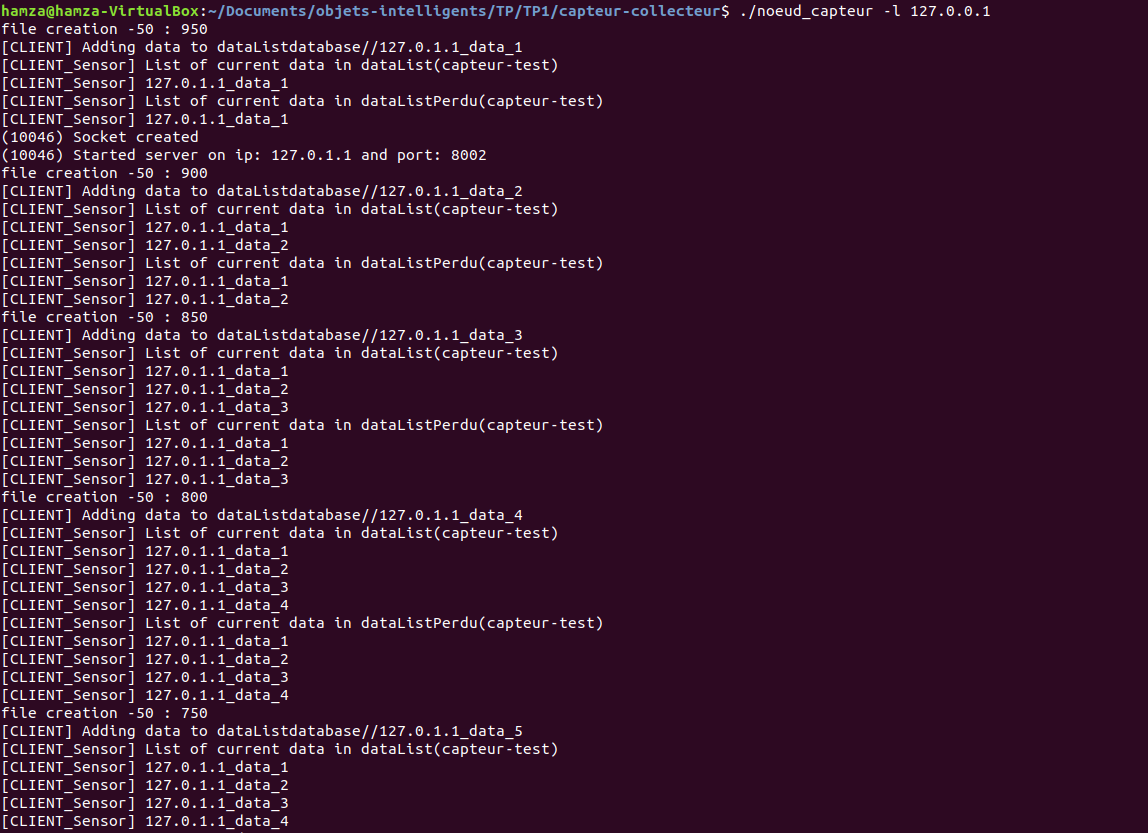 hamza@hamza-VirtualBox:~/Documents/objets-intelligents/TP/TP1/capteur-collecteur$ ./noeud_capteur -l 127.0.0.1
file creation -50 : 950
[CLIENT] Adding data to dataListdatabase//127.0.1.1_data_1
[CLIENT_Sensor] List of current data in dataList(capteur-test)
[CLIENT_Sensor] 127.0.1.1_data_1
[CLIENT_Sensor] List of current data in dataListPerdu(capteur-test)
[CLIENT_Sensor] 127.0.1.1_data_1
(10046) Socket created
(10046) Started server on ip: 127.0.1.1 and port: 8002
file creation -50 : 900
[CLIENT] Adding data to dataListdatabase//127.0.1.1_data_2
[CLIENT_Sensor] List of current data in dataList(capteur-test)
[CLIENT_Sensor] 127.0.1.1_data_1
[CLIENT_Sensor] 127.0.1.1_data_2
[CLIENT_Sensor] List of current data in dataListPerdu(capteur-test)
[CLIENT_Sensor] 127.0.1.1_data_1
[CLIENT_Sensor] 127.0.1.1_data_2
file creation -50 : 850
[CLIENT] Adding data to dataListdatabase//127.0.1.1_data_3
[CLIENT_Sensor] List of current data in dataList(capteur-test)
[CLIENT_Sensor] 127.0.1.1_data_1
[CLIENT_Sensor] 127.0.1.1_data_2
[CLIENT_Sensor] 127.0.1.1_data_3
[CLIENT_Sensor] List of current data in dataListPerdu(capteur-test)
[CLIENT_Sensor] 127.0.1.1_data_1
[CLIENT_Sensor] 127.0.1.1_data_2
[CLIENT_Sensor] 127.0.1.1_data_3
file creation -50 : 800
[CLIENT] Adding data to dataListdatabase//127.0.1.1_data_4
[CLIENT_Sensor] List of current data in dataList(capteur-test)
[CLIENT_Sensor] 127.0.1.1_data_1
[CLIENT_Sensor] 127.0.1.1_data_2
[CLIENT_Sensor] 127.0.1.1_data_3
[CLIENT_Sensor] 127.0.1.1_data_4
[CLIENT_Sensor] List of current data in dataListPerdu(capteur-test)
[CLIENT_Sensor] 127.0.1.1_data_1
[CLIENT_Sensor] 127.0.1.1_data_2
[CLIENT_Sensor] 127.0.1.1_data_3
[CLIENT_Sensor] 127.0.1.1_data_4
file creation -50 : 750
[CLIENT] Adding data to dataListdatabase//127.0.1.1_data_5
[CLIENT_Sensor] List of current data in dataList(capteur-test)
[CLIENT_Sensor] 127.0.1.1_data_1
[CLIENT_Sensor] 127.0.1.1_data_2
[CLIENT_Sensor] 127.0.1.1_data_3
[CLIENT_Sensor] 127.0.1.1_data_4